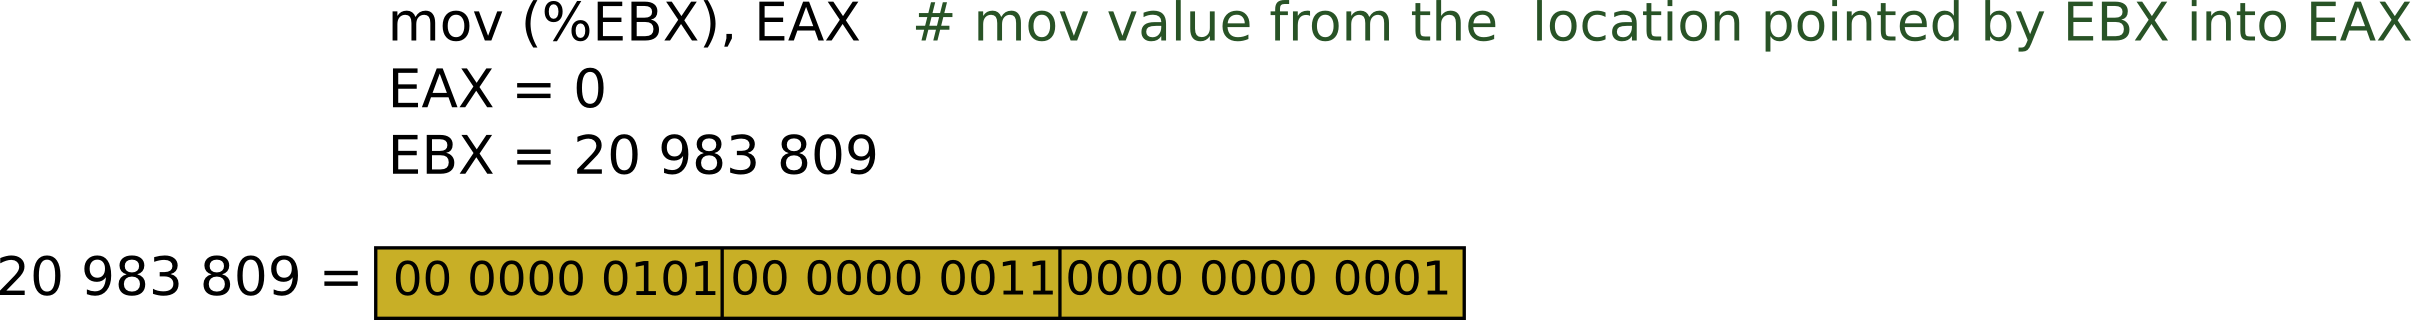 mov (%EBX), EAX # mov value from the location pointed by EBX into EAX
EAX = 0
EBX = 20 983 809
20 983 809 = 00 0000 0101 00 0000 0011 0000 0000 0001